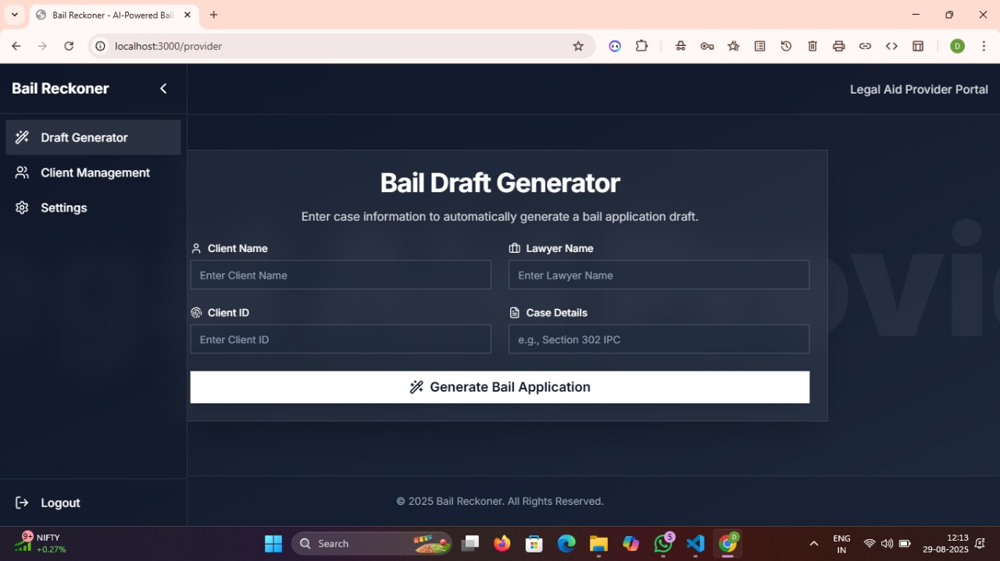 Bail Reckoner - AI-Powered Bail
localhost:3000/provider
D
Bail Reckoner
Legal Aid Provider Portal
Draft Generator
Client Management
Settings
Bail Draft Generator
Enter case information to automatically generate a bail application draft.
Client Name
Lawyer Name
Enter Client Name
Enter Lawyer Name
Client ID
Case Details
Enter Client ID
e.g., Section 302 IPC
Generate Bail Application
Logout
© 2025 Bail Reckoner. All Rights Reserved.
9+
NIFTY
+0.27%
Search
5
D
ENG
IN
12:13
29-08-2025